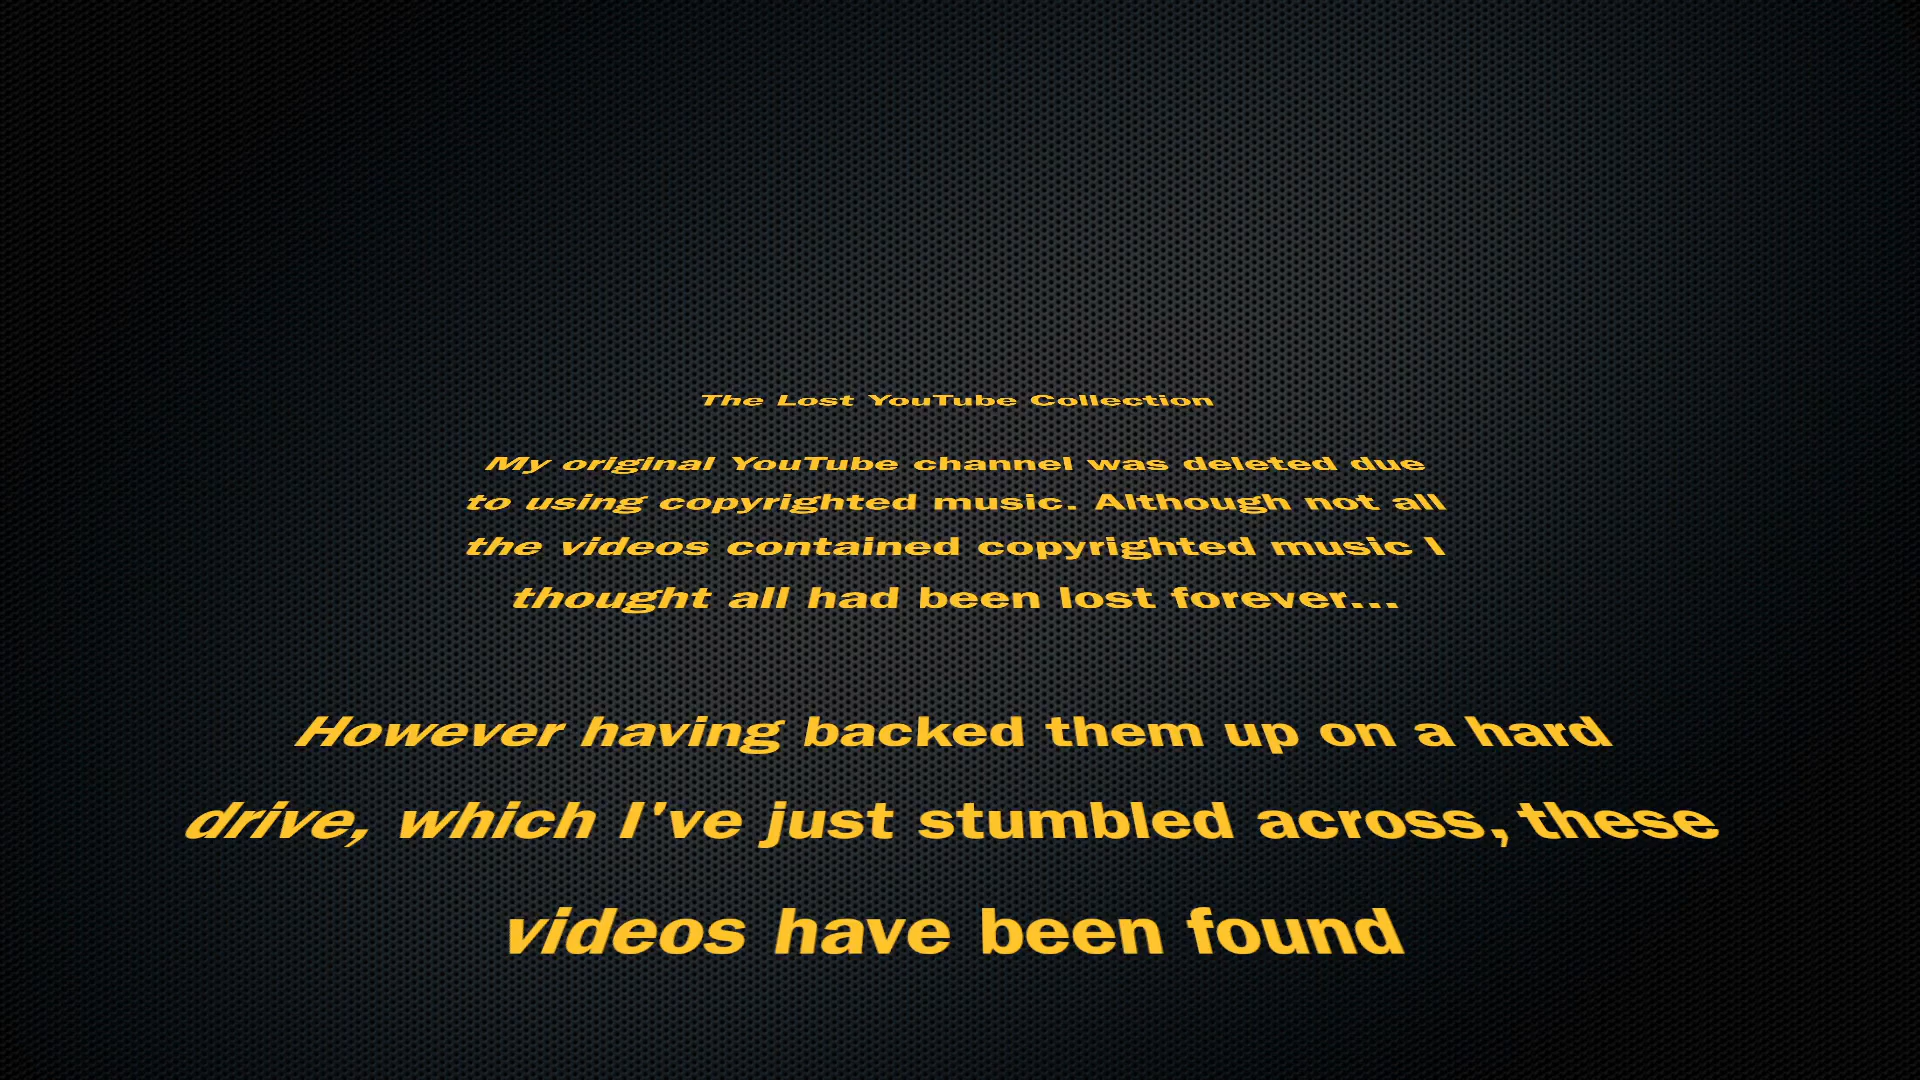 The Lost YouTube Collection
My original YouTube channel was deleted due
to using copyrighted music. Although not all
the videos contained copyrighted music I
thought all had been lost forever...
However having backed them up on a hard
drive, which I've just stumbled across, these
videos have been found